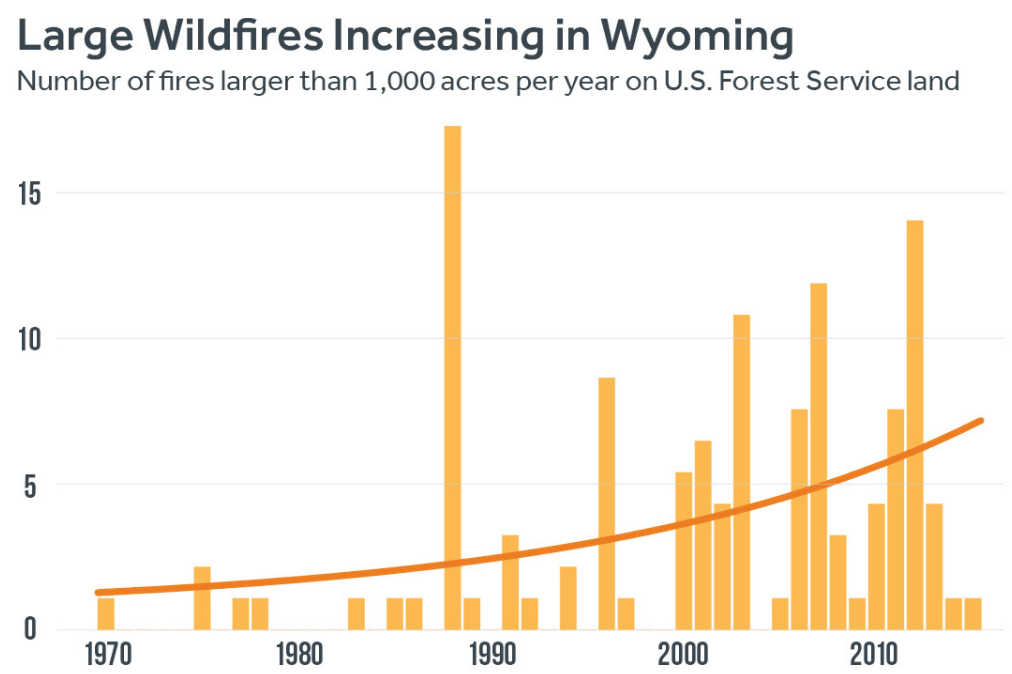 Large Wildfires Increasing in Wyoming
Number of fires larger than 1,000 acres per year on U.S. Forest Service land
15
10
5
0
1970 1980 1990 2000 2010